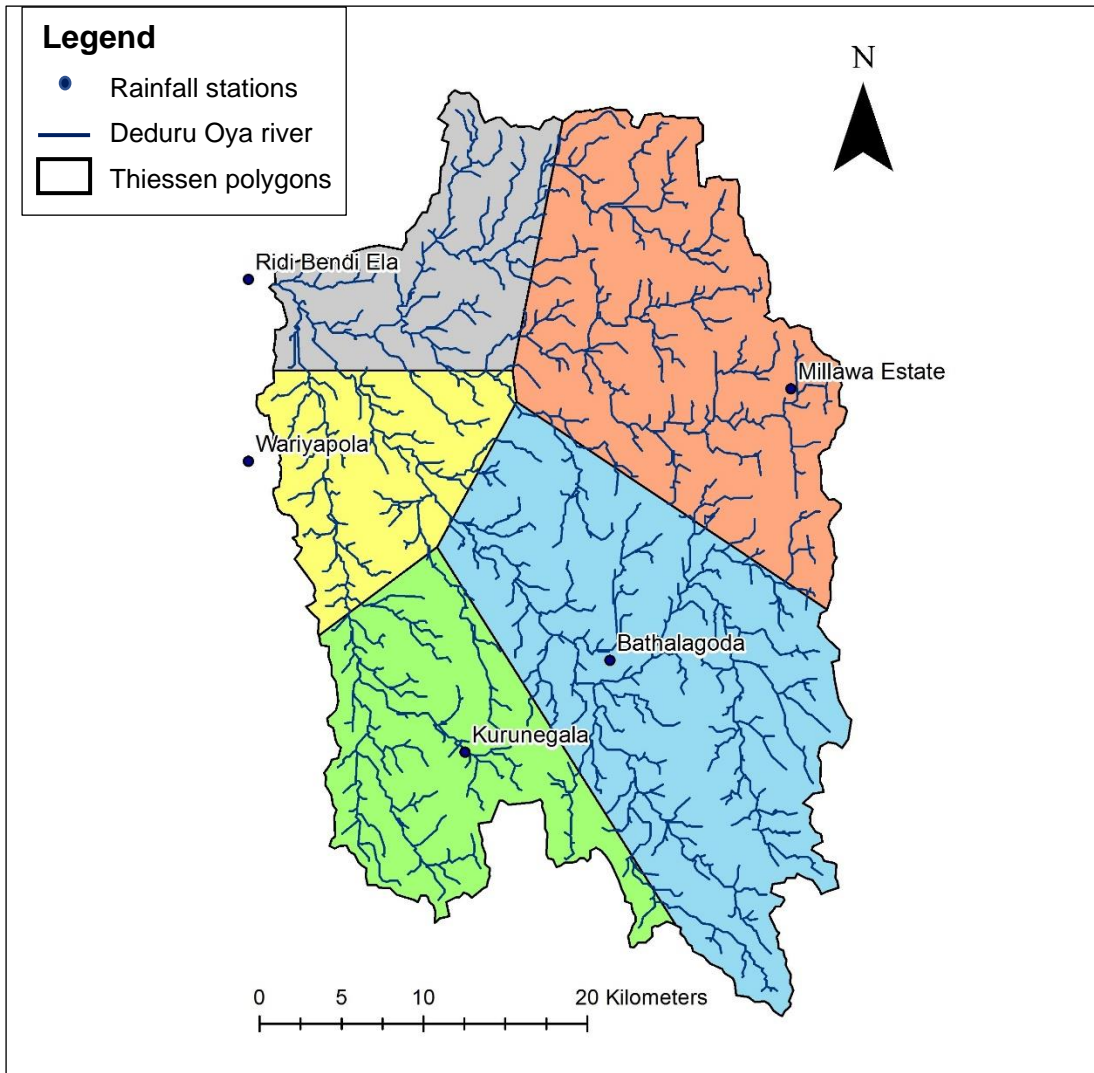 Legend
Rainfall stations
Deduru Oya river
Thiessen polygons
N
Ridi Bendi Ela
Millawa Estate
Wariyapola
Bathalagoda
Kurunegala
0 5 10 20 Kilometers